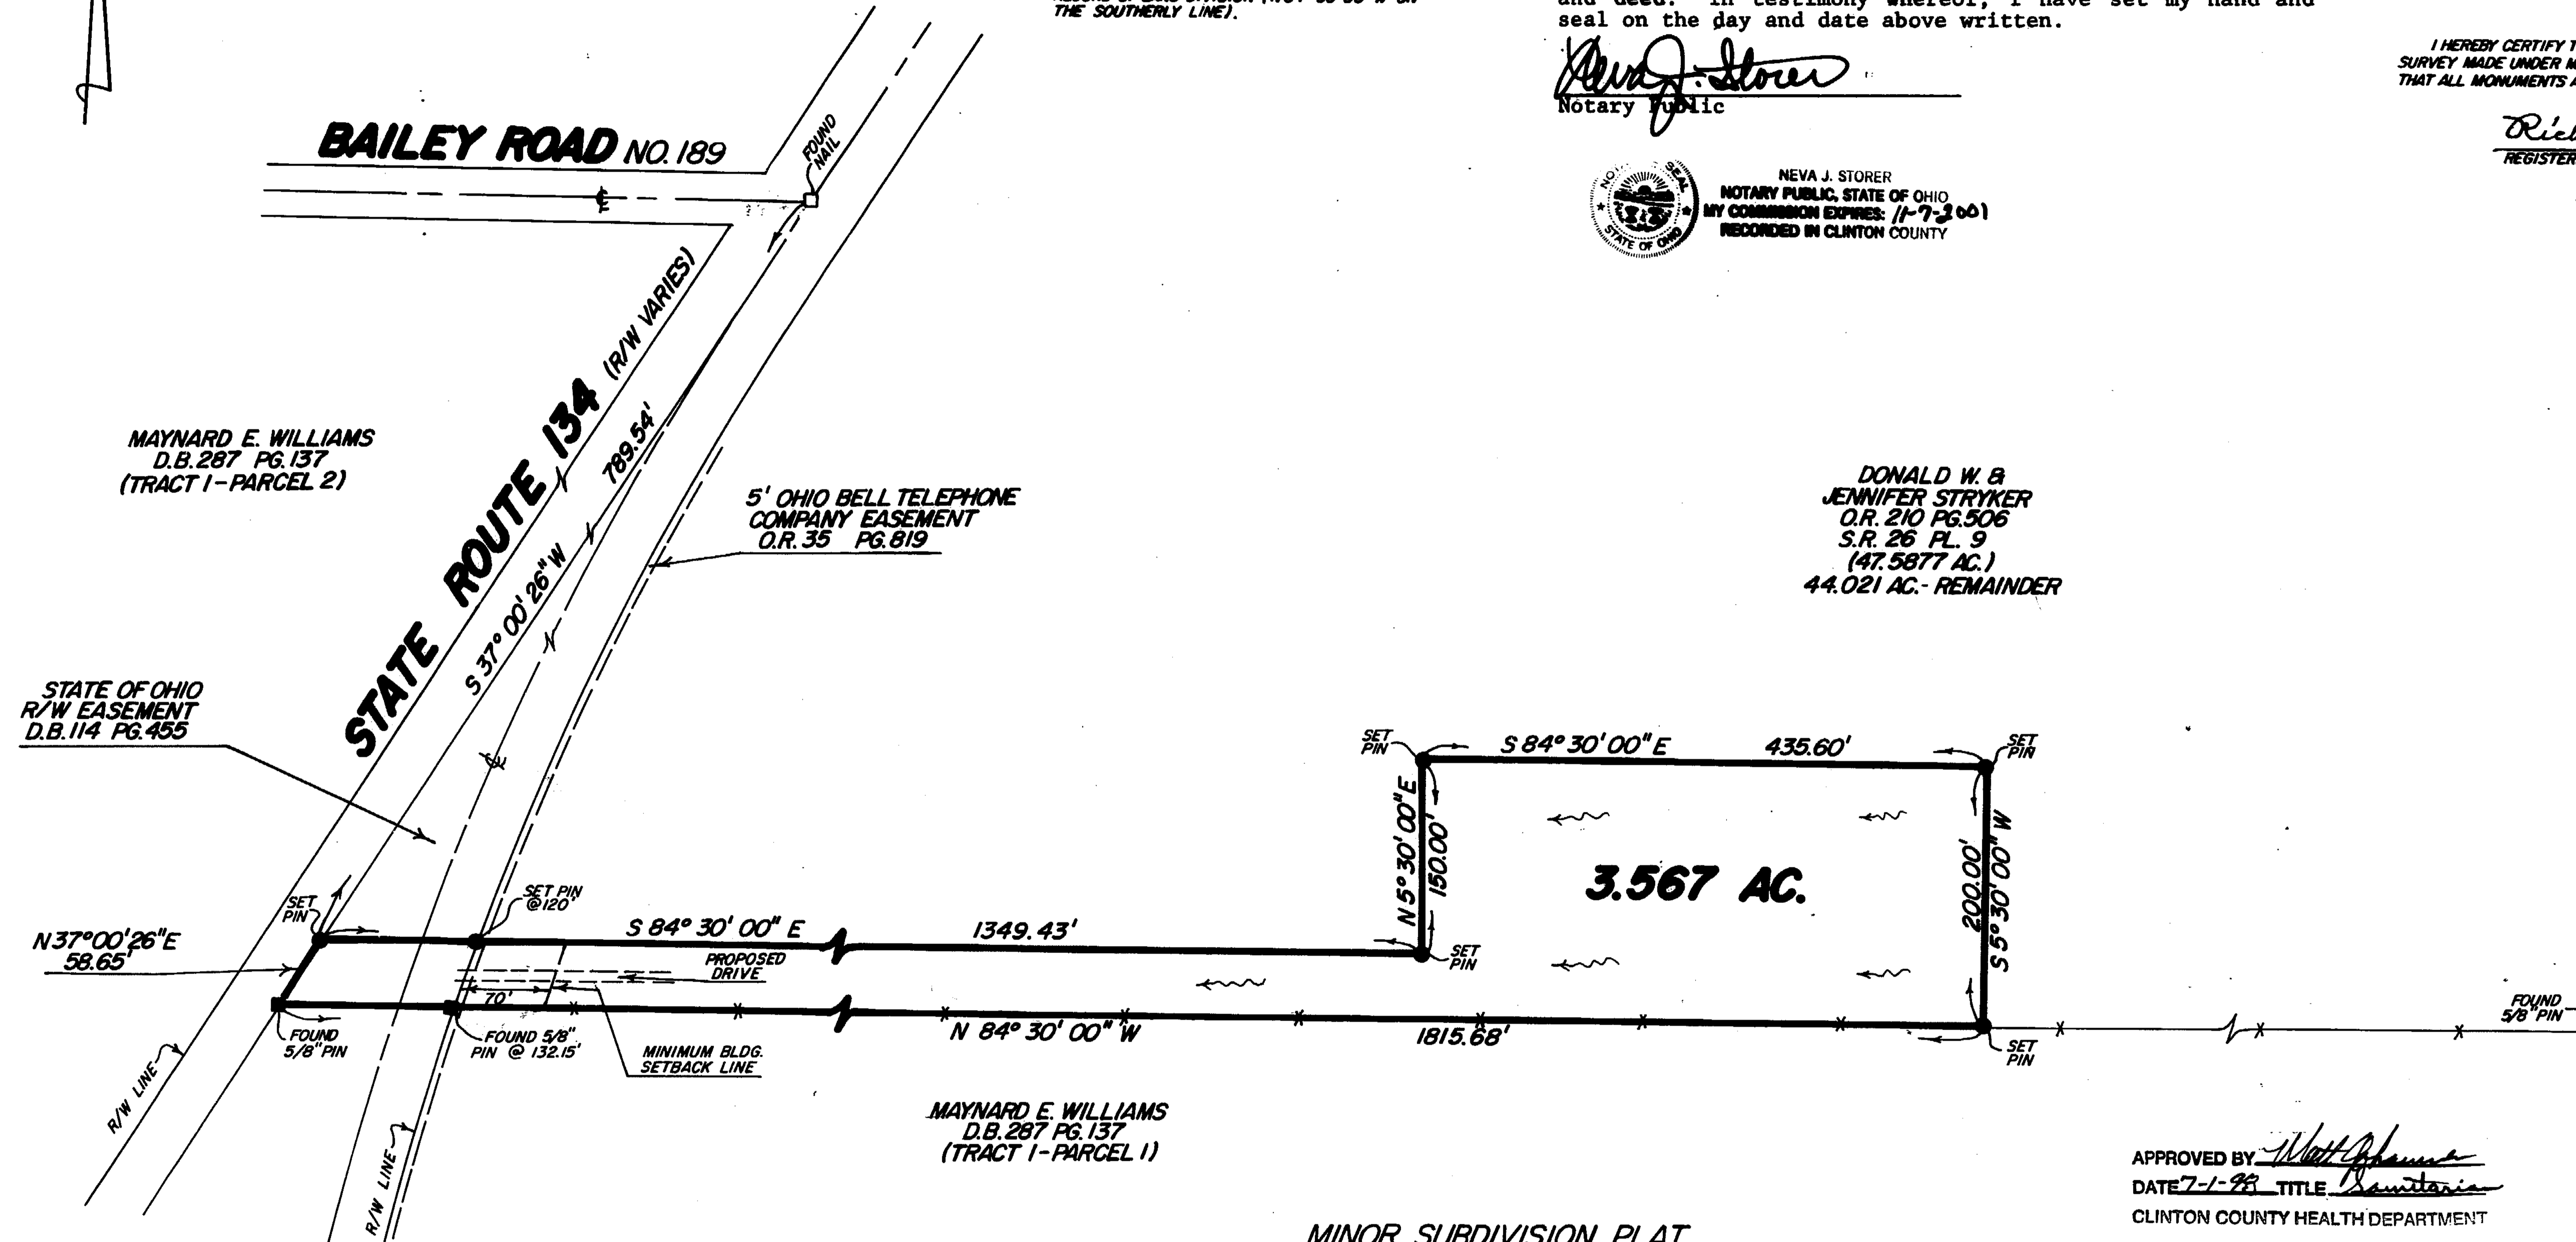 THE SOUTHERLY LINE).
seal on the day and date above written.
Neva J. Storer
Notary Public
NEVA J. STORER
NOTARY PUBLIC, STATE OF OHIO
MY COMMISSION EXPIRES: 11-7-2001
RECORDED IN CLINTON COUNTY
SEAL
STATE OF OHIO
I HEREBY CERTIFY T
SURVEY MADE UNDER M
THAT ALL MONUMENTS A
REGISTER
BAILEY ROAD NO. 189
FOUND
NAIL
STATE ROUTE 134 (R/W VARIES)
S 37° 00' 26" W 789.54'
MAYNARD E. WILLIAMS
D.B. 287 PG. 137
(TRACT I - PARCEL 2)
5' OHIO BELL TELEPHONE
COMPANY EASEMENT
O.R. 35 PG. 819
DONALD W. &
JENNIFER STRYKER
O.R. 210 PG. 506
S.R. 26 PL. 9
(47.5877 AC.)
44.021 AC. - REMAINDER
STATE OF OHIO
R/W EASEMENT
D.B. 114 PG. 455
SET
PIN
S 84° 30' 00" E 435.60'
SET
PIN
N 5° 30' 00" E
150.00'
3.567 AC.
200.00'
S 5° 30' 00" W
SET
PIN
SET PIN
@ 120'
S 84° 30' 00" E 1349.43'
SET
PIN
N 37° 00' 26" E
58.65'
PROPOSED
DRIVE
70'
FOUND
5/8" PIN
FOUND 5/8"
PIN @ 132.15'
MINIMUM BLDG.
SETBACK LINE
N 84° 30' 00" W 1815.68'
SET
PIN
FOUND
5/8" PIN
R/W LINE
R/W LINE
MAYNARD E. WILLIAMS
D.B. 287 PG. 137
(TRACT I - PARCEL I)
APPROVED BY
DATE 7-1-98 TITLE Sanitarian
CLINTON COUNTY HEALTH DEPARTMENT
MINOR SUBDIVISION PLAT